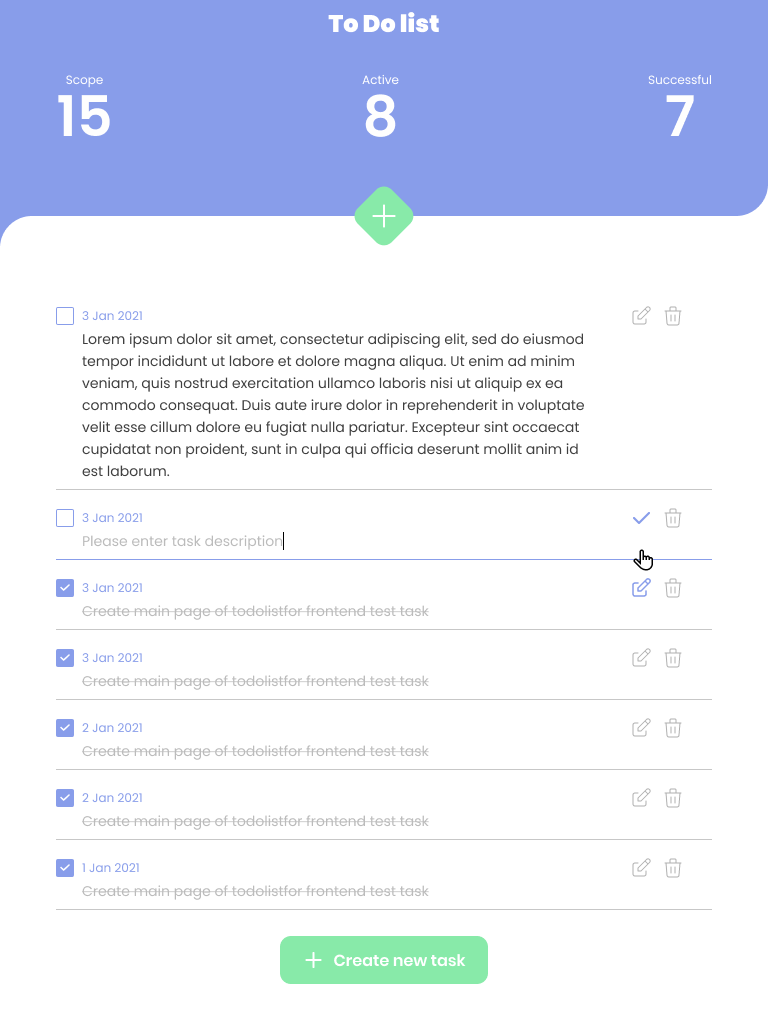 To Do list
Scope
Active
Successful
15
8
7
3 Jan 2021
Lorem ipsum dolor sit amet, consectetur adipiscing elit, sed do eiusmod
tempor incididunt ut labore et dolore magna aliqua. Ut enim ad minim
veniam, quis nostrud exercitation ullamco laboris nisi ut aliquip ex ea
commodo consequat. Duis aute irure dolor in reprehenderit in voluptate
velit esse cillum dolore eu fugiat nulla pariatur. Excepteur sint occaecat
cupidatat non proident, sunt in culpa qui officia deserunt mollit anim id
est laborum.
3 Jan 2021
Please enter task description
3 Jan 2021
Create main page of todolistfor frontend test task
3 Jan 2021
Create main page of todolistfor frontend test task
2 Jan 2021
Create main page of todolistfor frontend test task
2 Jan 2021
Create main page of todolistfor frontend test task
1 Jan 2021
Create main page of todolistfor frontend test task
Create new task